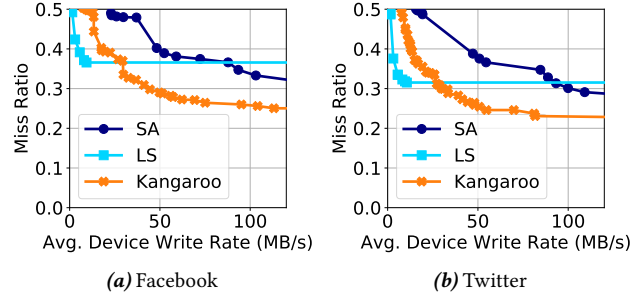 0.5
0.4
0.3
0.2
0.1
0.0
Miss Ratio
SA
LS
Kangaroo
0 50 100
Avg. Device Write Rate (MB/s)
(a) Facebook
0.5
0.4
0.3
0.2
0.1
0.0
Miss Ratio
SA
LS
Kangaroo
0 50 100
Avg. Device Write Rate (MB/s)
(b) Twitter